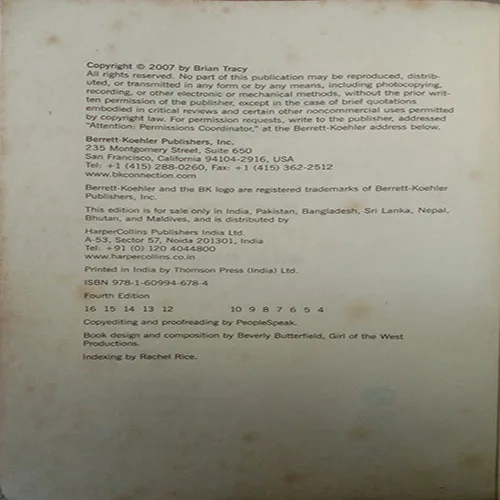 Copyright © 2007 by Brian Tracy
All rights reserved. No part of this publication may be reproduced, distrib-
uted, or transmitted in any form or by any means, including photocopying,
recording, or other electronic or mechanical methods, without the prior writ-
ten permission of the publisher, except in the case of brief quotations
embodied in critical reviews and certain other noncommercial uses permitted
by copyright law. For permission requests, write to the publisher, addressed
"Attention: Permissions Coordinator," at the Berrett-Koehler address below.
Berrett-Koehler Publishers, Inc.
235 Montgomery Street, Suite 650
San Francisco, California 94104-2916, USA
Tel: +1 (415) 288-0260, Fax: +1 (415) 362-2512
www.bkconnection.com
Berrett-Koehler and the BK logo are registered trademarks of Berrett-Koehler
Publishers, Inc.
This edition is for sale only in India, Pakistan, Bangladesh, Sri Lanka, Nepal,
Bhutan, and Maldives, and is distributed by
HarperCollins Publishers India Ltd.
A-53, Sector 57, Noida 201301, India
Tel. +91 (0) 120 4044800
www.harpercollins.co.in
Printed in India by Thomson Press (India) Ltd.
ISBN 978-1-60994-678-4
Fourth Edition
16 15 14 13 12 10 9 8 7 6 5 4
Copyediting and proofreading by PeopleSpeak.
Book design and composition by Beverly Butterfield, Girl of the West
Productions.
Indexing by Rachel Rice.